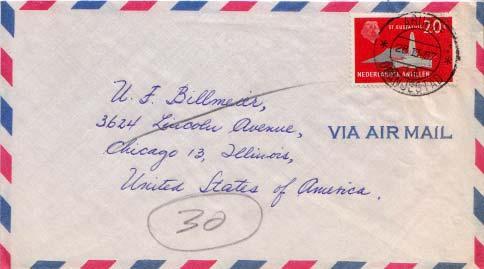 ST EUSTATIUS 20c
NEDERLANDSE ANTILLEN
U. F. Billmeier,
3624 Lincoln Avenue,
Chicago 13, Illinois,
United States of America.
VIA AIR MAIL
30